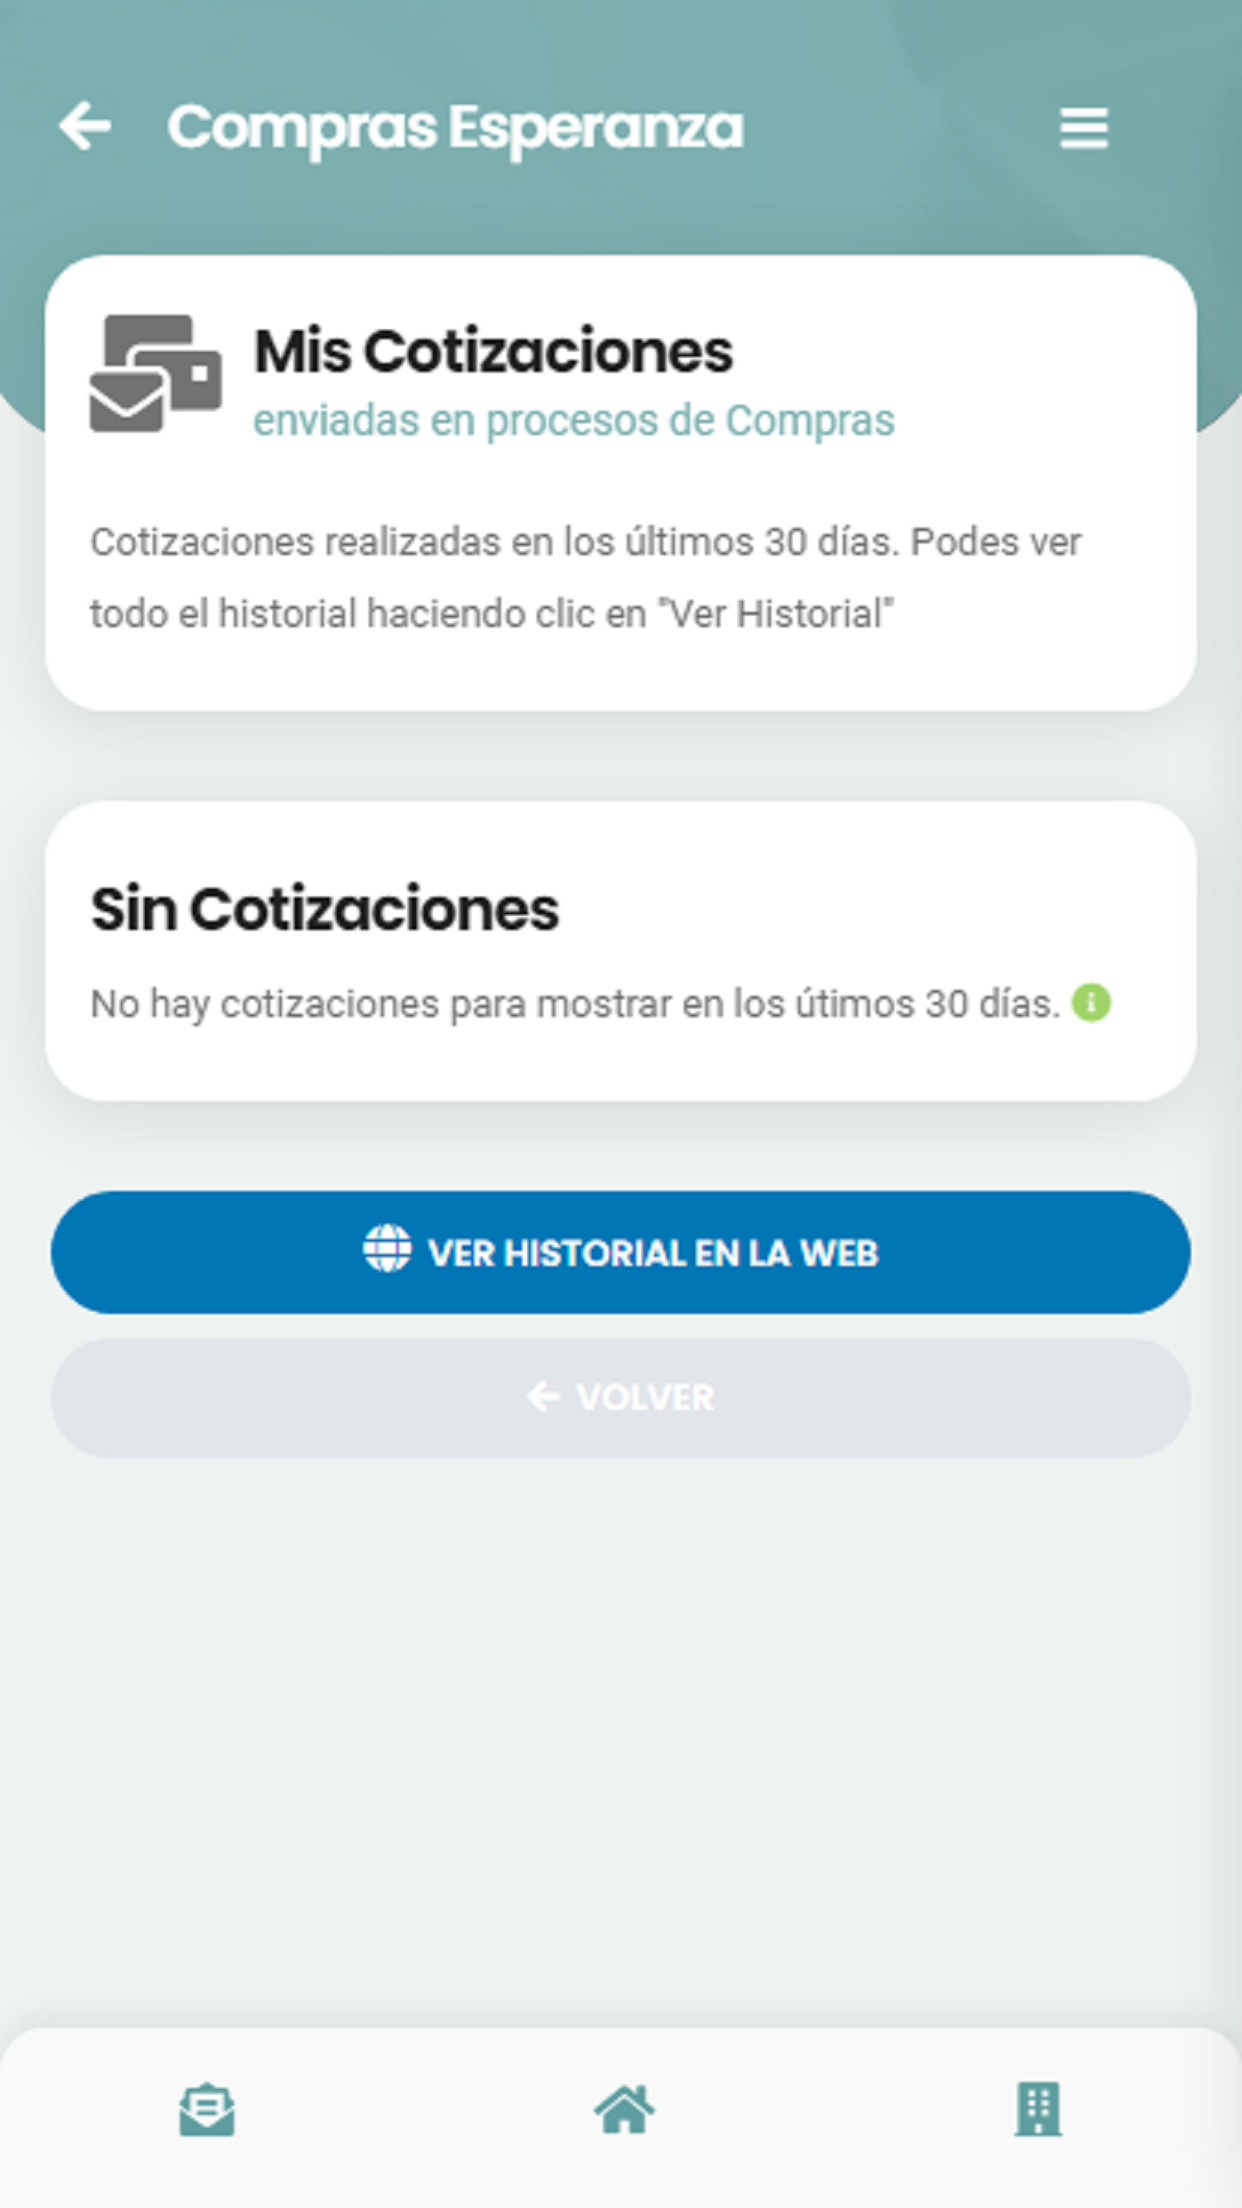 Compras Esperanza
Mis Cotizaciones
enviadas en procesos de Compras
Cotizaciones realizadas en los últimos 30 días. Podes ver
todo el historial haciendo clic en "Ver Historial"
Sin Cotizaciones
No hay cotizaciones para mostrar en los útimos 30 días.
VER HISTORIAL EN LA WEB
VOLVER